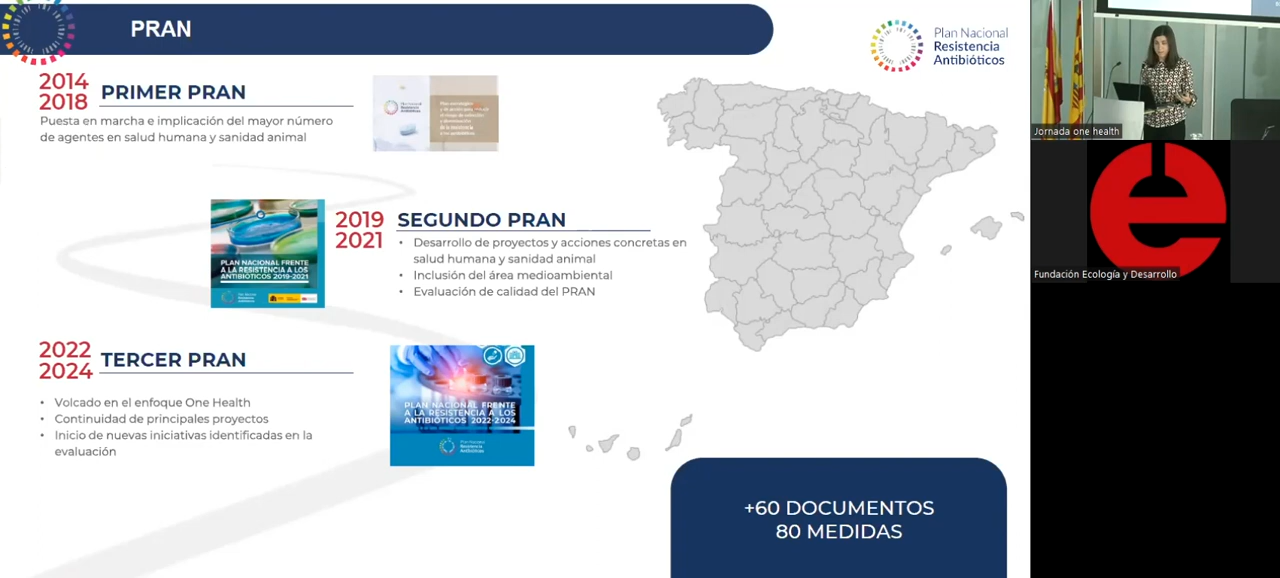 PRAN
Plan Nacional
Resistencia
Antibióticos
2014
2018
PRIMER PRAN
Puesta en marcha e implicación del mayor número
de agentes en salud humana y sanidad animal
2019
2021
SEGUNDO PRAN
• Desarrollo de proyectos y acciones concretas en
salud humana y sanidad animal
• Inclusión del área medioambiental
• Evaluación de calidad del PRAN
PLAN NACIONAL FRENTE
A LA RESISTENCIA A LOS
ANTIBIÓTICOS 2019-2021
2022
2024
TERCER PRAN
• Volcado en el enfoque One Health
• Continuidad de principales proyectos
• Inicio de nuevas iniciativas identificadas en la
evaluación
PLAN NACIONAL FRENTE
A LA RESISTENCIA A LOS
ANTIBIÓTICOS 2022-2024
Plan Nacional
Resistencia
Antibióticos
+60 DOCUMENTOS
80 MEDIDAS
Jornada one health
Fundación Ecología y Desarrollo